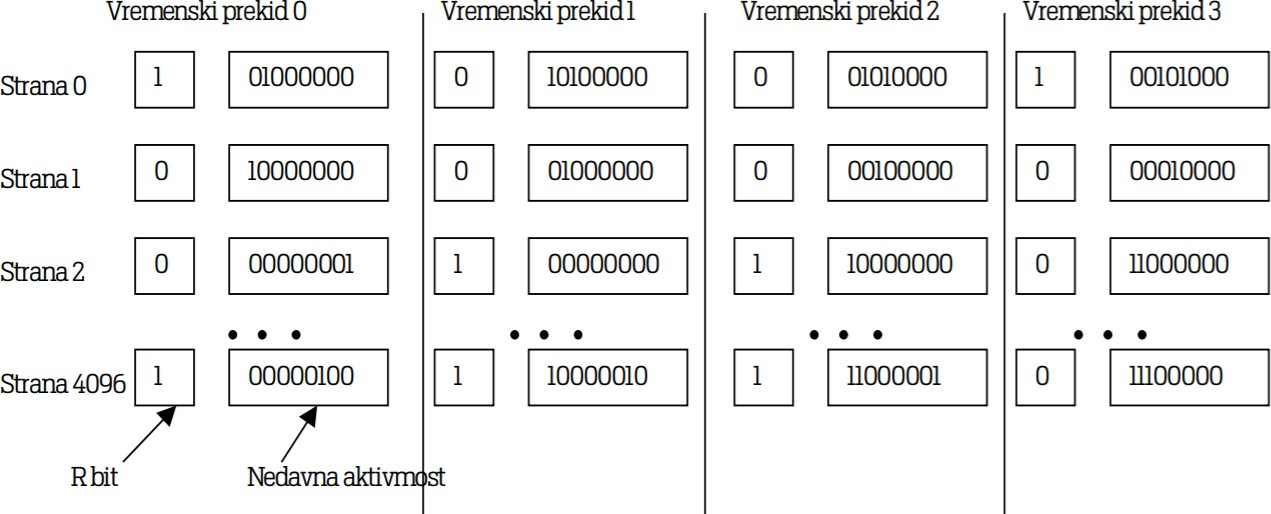 Vremenski prekid 0 Vremenski prekid 1 Vremenski prekid 2 Vremenski prekid 3
Strana 0 1 01000000 0 10100000 0 01010000 1 00101000
Strana 1 0 10000000 0 01000000 0 00100000 0 00010000
Strana 2 0 00000001 1 00000000 1 10000000 0 11000000
Strana 4096 1 00000100 1 10000010 1 11000001 0 11100000
R bit Nedavna aktivmost